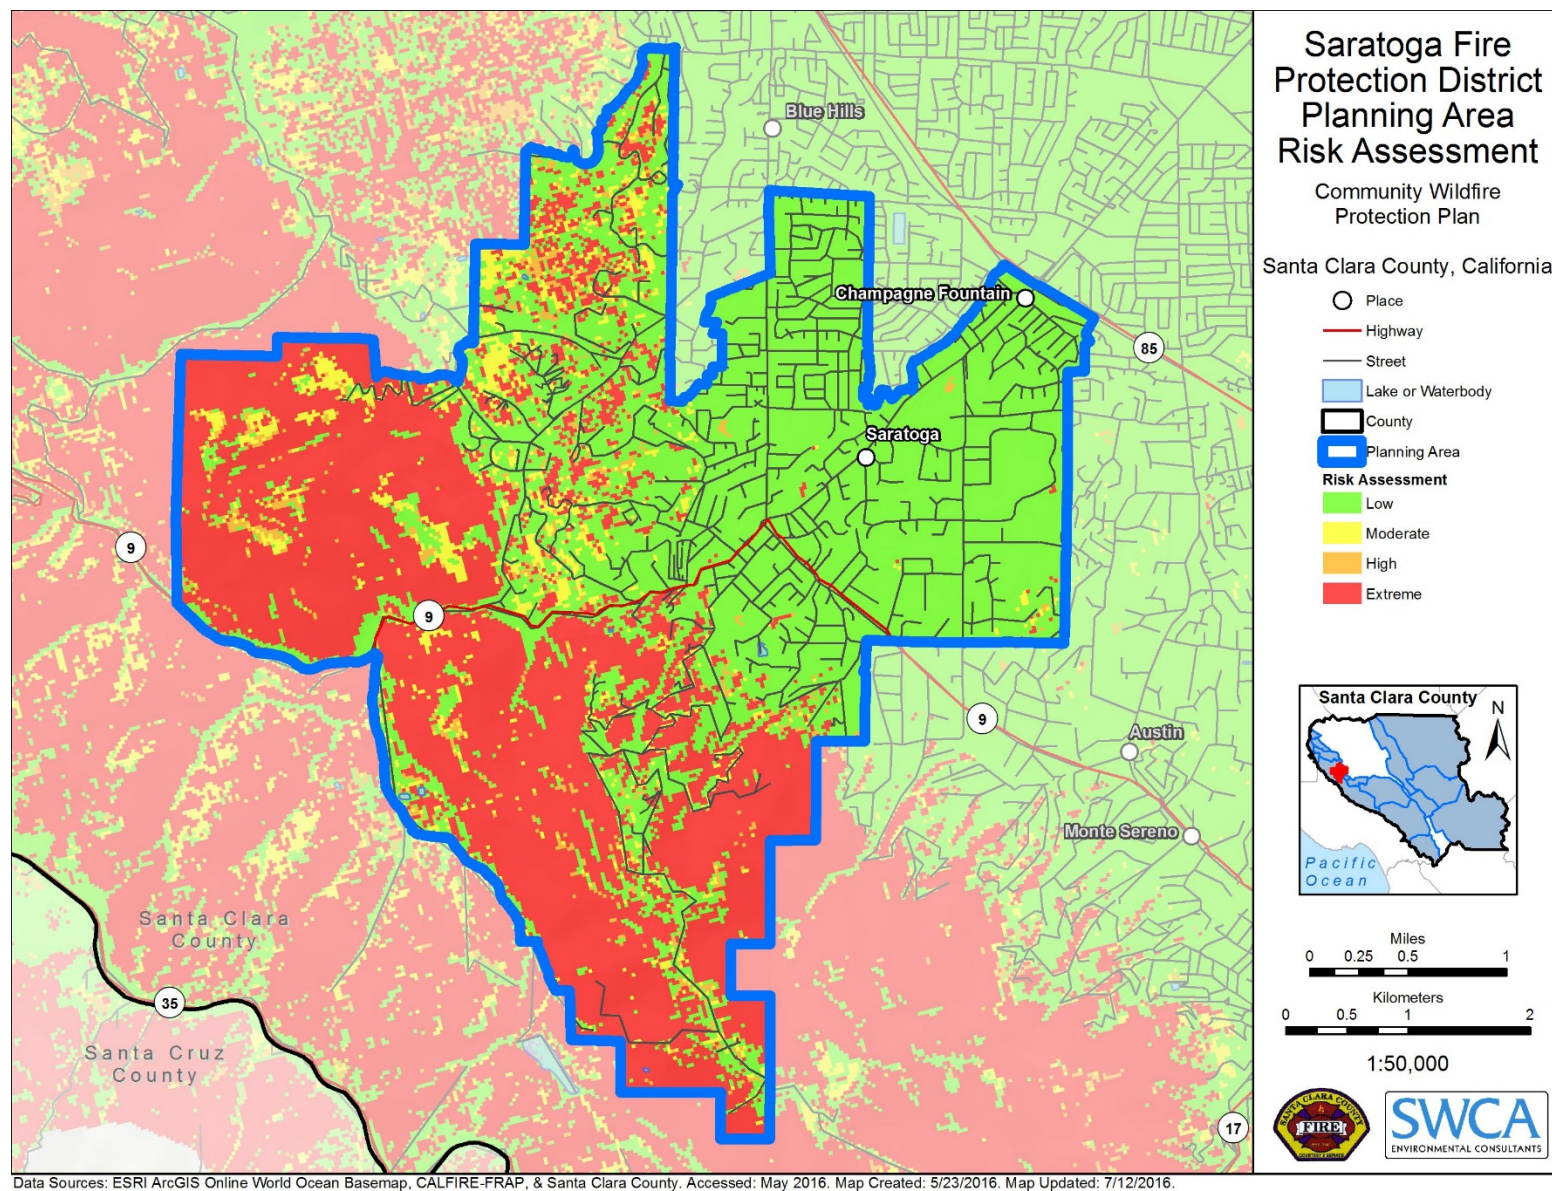 Saratoga Fire
Protection District
Planning Area
Risk Assessment
Community Wildfire
Protection Plan
Santa Clara County, California
Place
Highway
Street
Lake or Waterbody
County
Planning Area
Risk Assessment
Low
Moderate
High
Extreme
Blue Hills
Champagne Fountain
85
Saratoga
9
9
9
Austin
Monte Sereno
Santa Clara
County
35
Santa Cruz
County
17
Santa Clara County
N
Pacific
Ocean
Miles
0 0.25 0.5 1
Kilometers
0 0.5 1 2
1:50,000
SANTA CLARA COUNTY
FIRE
COURTESY & SERVICE
SWCA
ENVIRONMENTAL CONSULTANTS
Data Sources: ESRI ArcGIS Online World Ocean Basemap, CALFIRE-FRAP, & Santa Clara County. Accessed: May 2016. Map Created: 5/23/2016. Map Updated: 7/12/2016.